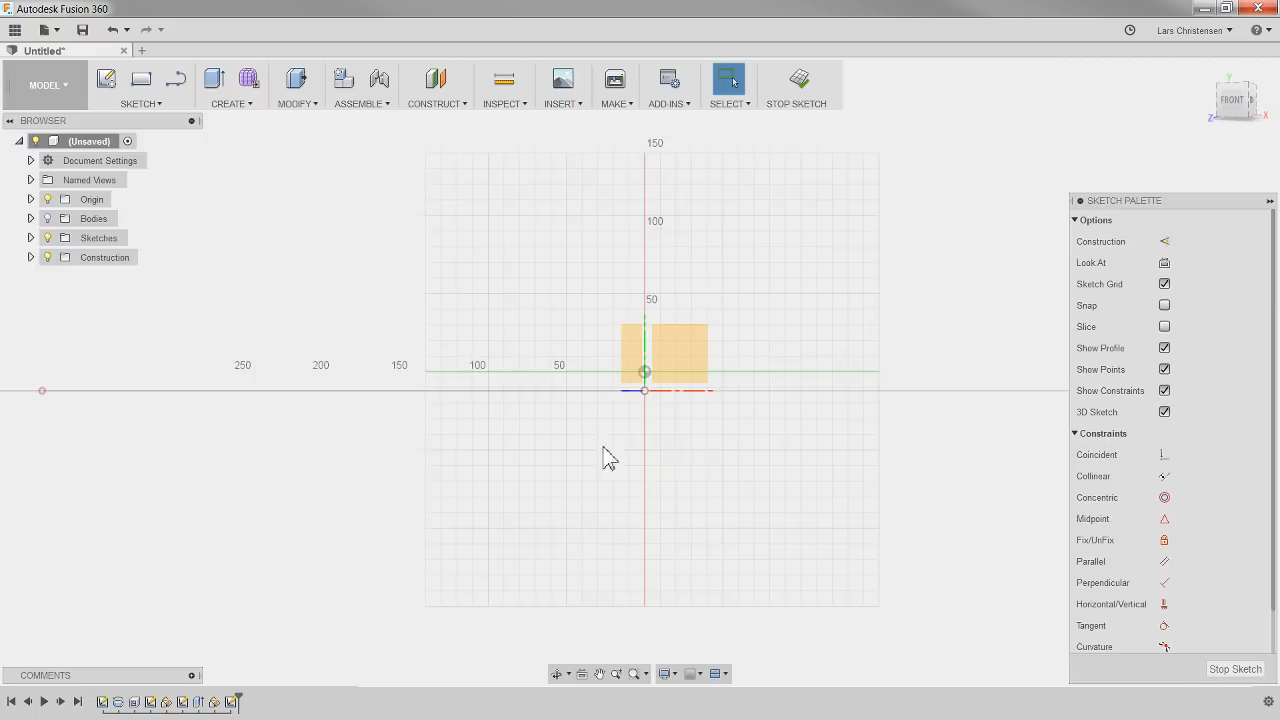 Autodesk Fusion 360
Lars Christensen
Untitled*
MODEL
SKETCH
CREATE
MODIFY
ASSEMBLE
CONSTRUCT
INSPECT
INSERT
MAKE
ADD-INS
SELECT
STOP SKETCH
BROWSER
(Unsaved)
Document Settings
Named Views
Origin
Bodies
Sketches
Construction
150
100
50
250
200
150
100
50
Y
FRONT
Z
X
SKETCH PALETTE
Options
Construction
Look At
Sketch Grid
Snap
Slice
Show Profile
Show Points
Show Constraints
3D Sketch
Constraints
Coincident
Collinear
Concentric
Midpoint
Fix/UnFix
Parallel
Perpendicular
Horizontal/Vertical
Tangent
Curvature
Stop Sketch
COMMENTS